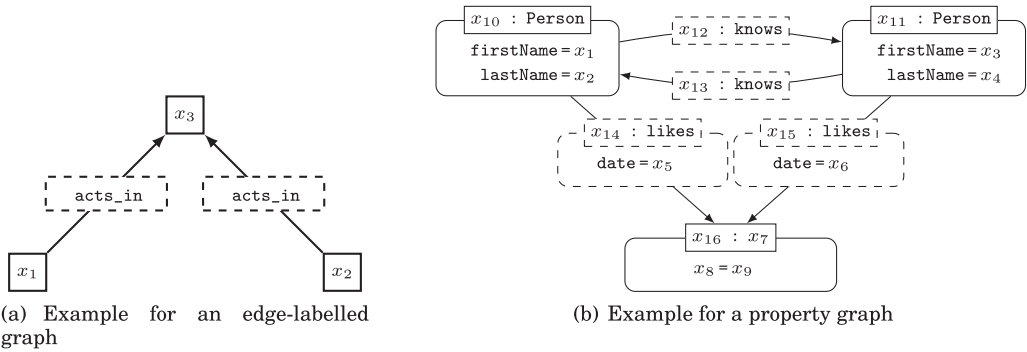 x₃
acts_in acts_in
x₁ x₂
(a) Example for an edge-labelled
graph
x₁₀ : Person
firstName = x₁
lastName = x₂
x₁₂ : knows
x₁₃ : knows
x₁₁ : Person
firstName = x₃
lastName = x₄
x₁₄ : likes
date = x₅
x₁₅ : likes
date = x₆
x₁₆ : x₇
x₈ = x₉
(b) Example for a property graph